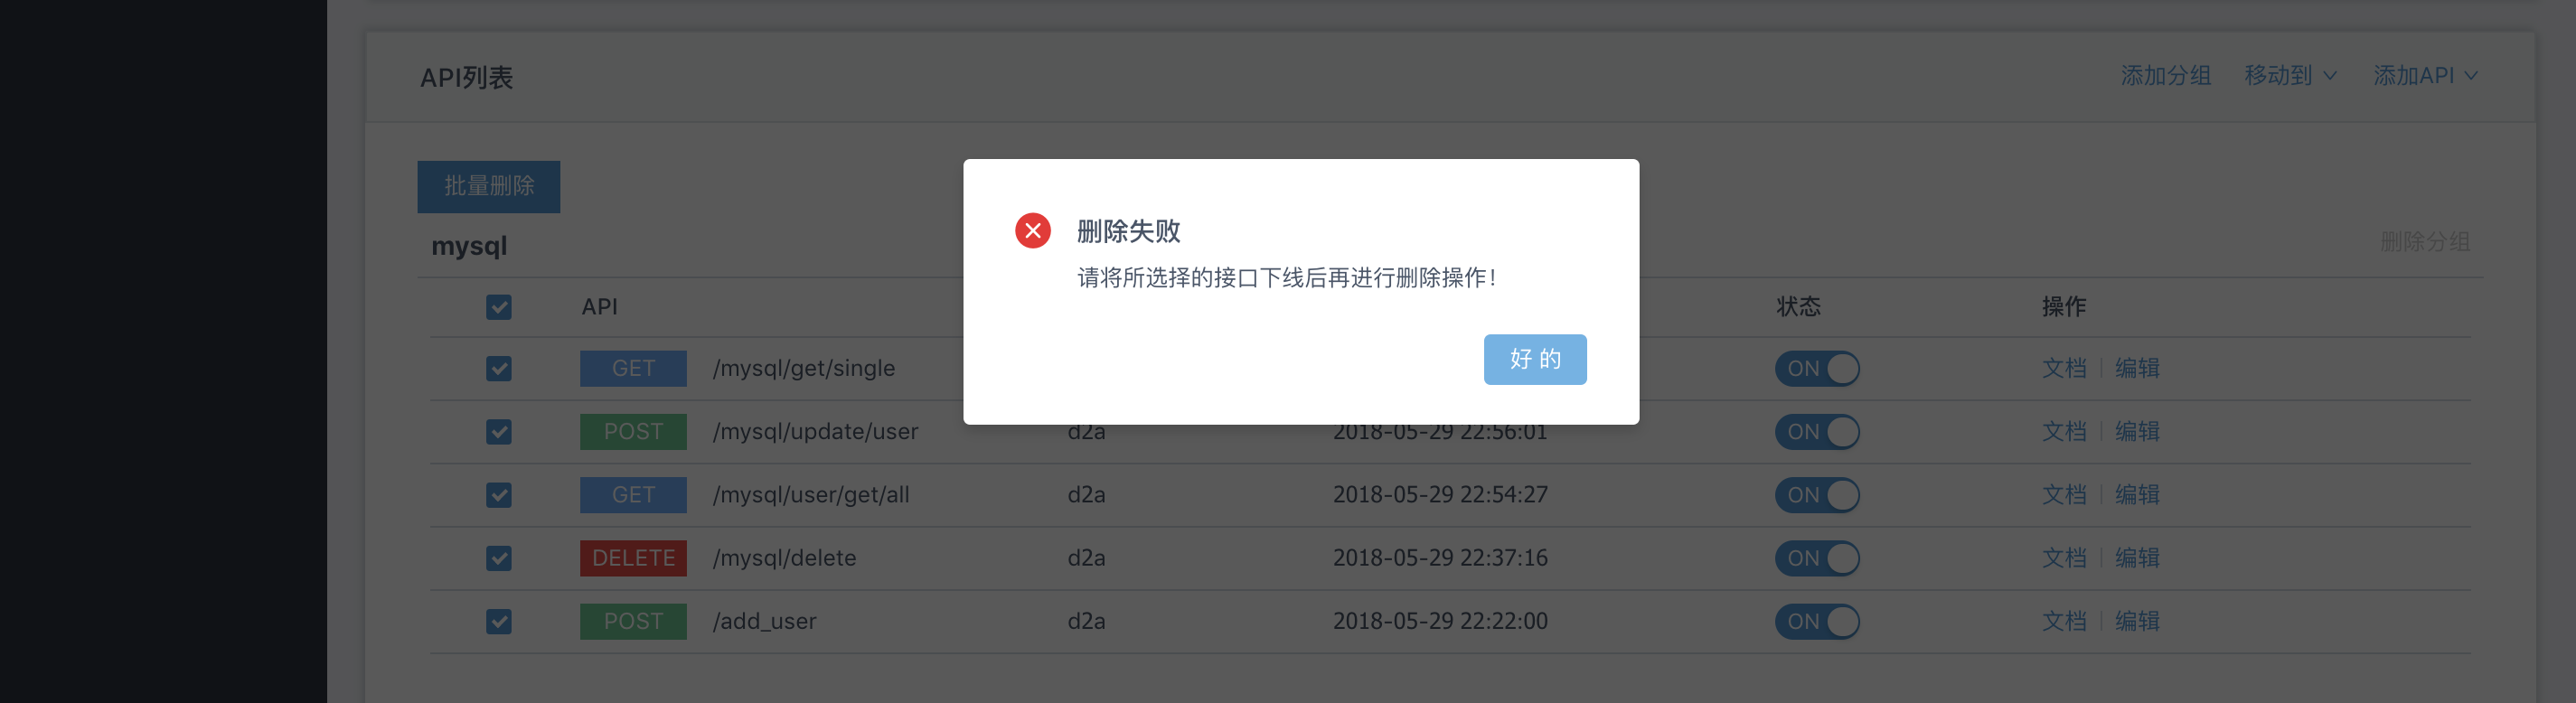 API列表 添加分组 移动到 添加API
批量删除
mysql 删除分组
删除失败
请将所选择的接口下线后再进行删除操作！
好 的
API 状态 操作
GET /mysql/get/single ON 文档 编辑
POST /mysql/update/user d2a 2018-05-29 22:56:01 ON 文档 编辑
GET /mysql/user/get/all d2a 2018-05-29 22:54:27 ON 文档 编辑
DELETE /mysql/delete d2a 2018-05-29 22:37:16 ON 文档 编辑
POST /add_user d2a 2018-05-29 22:22:00 ON 文档 编辑